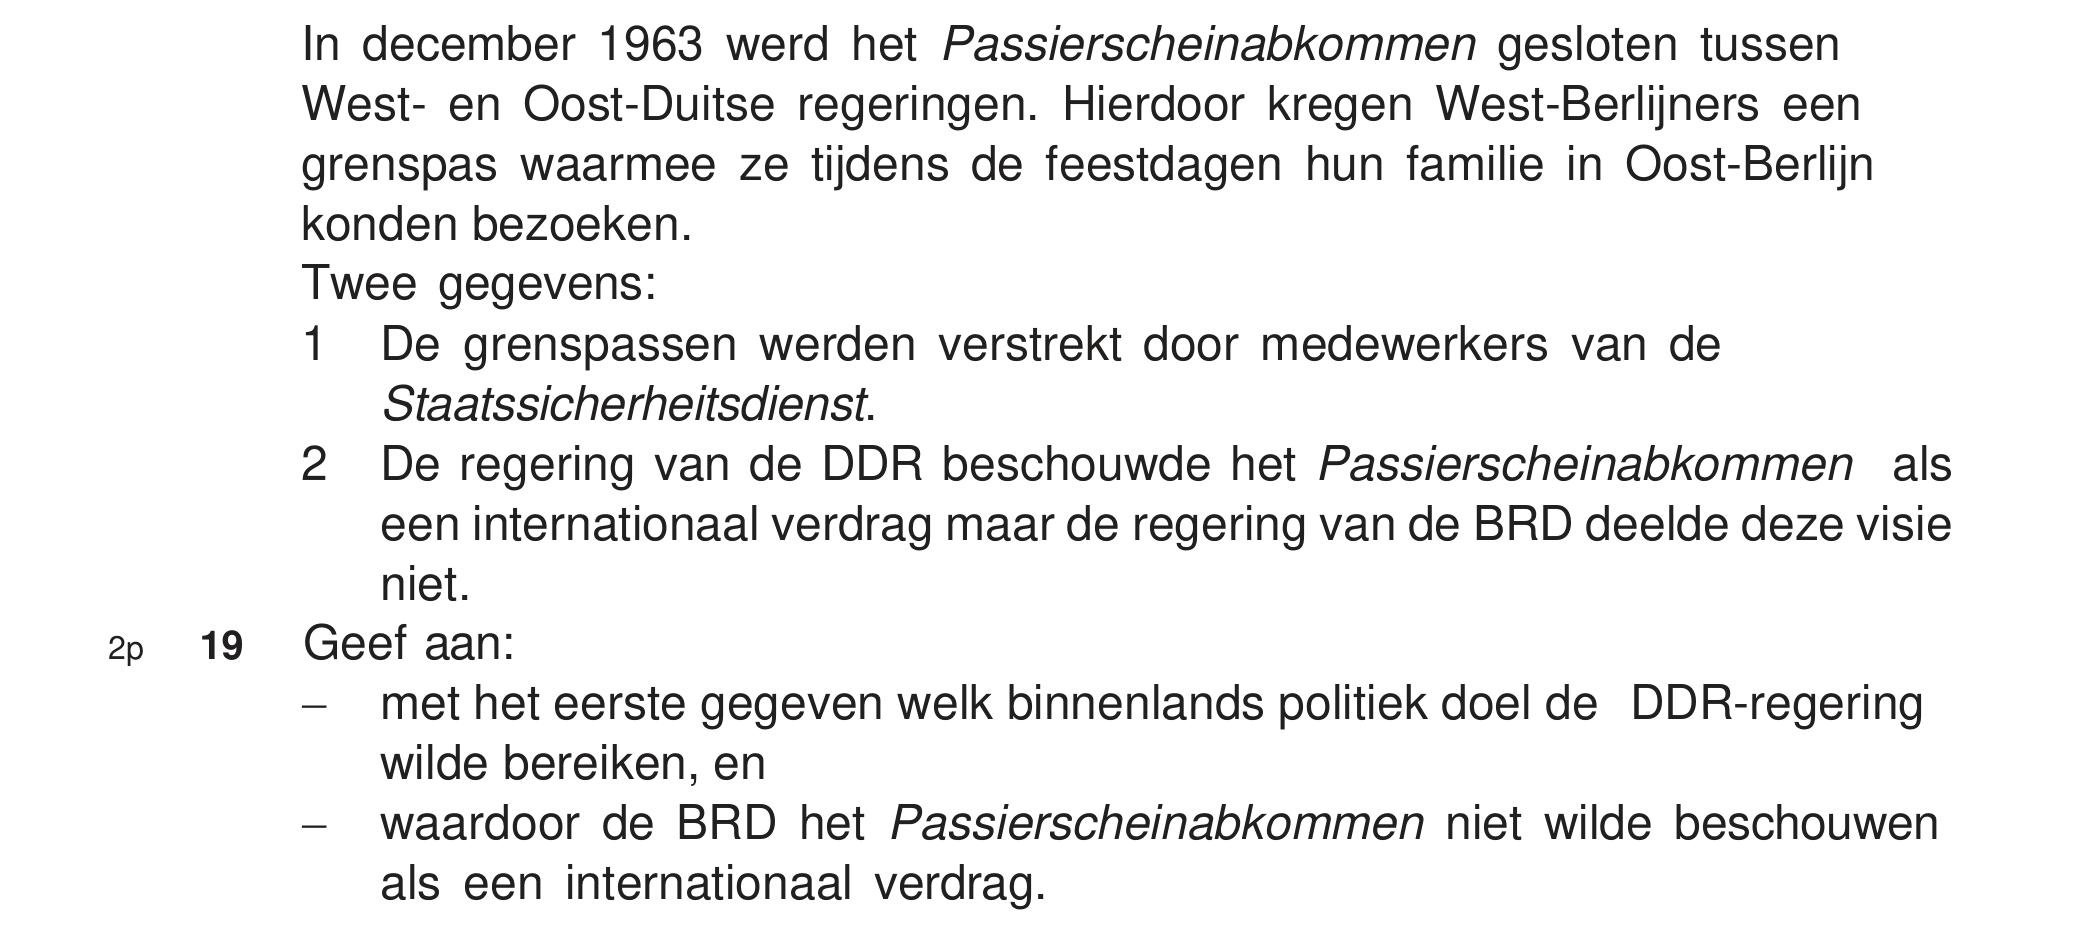 In december 1963 werd het Passierscheinabkommen gesloten tussen
West- en Oost-Duitse regeringen. Hierdoor kregen West-Berlijners een
grenspas waarmee ze tijdens de feestdagen hun familie in Oost-Berlijn
konden bezoeken.
Twee gegevens:
1 De grenspassen werden verstrekt door medewerkers van de
Staatssicherheitsdienst.
2 De regering van de DDR beschouwde het Passierscheinabkommen als
een internationaal verdrag maar de regering van de BRD deelde deze visie
niet.
2p 19 Geef aan:
– met het eerste gegeven welk binnenlands politiek doel de DDR-regering
wilde bereiken, en
– waardoor de BRD het Passierscheinabkommen niet wilde beschouwen
als een internationaal verdrag.